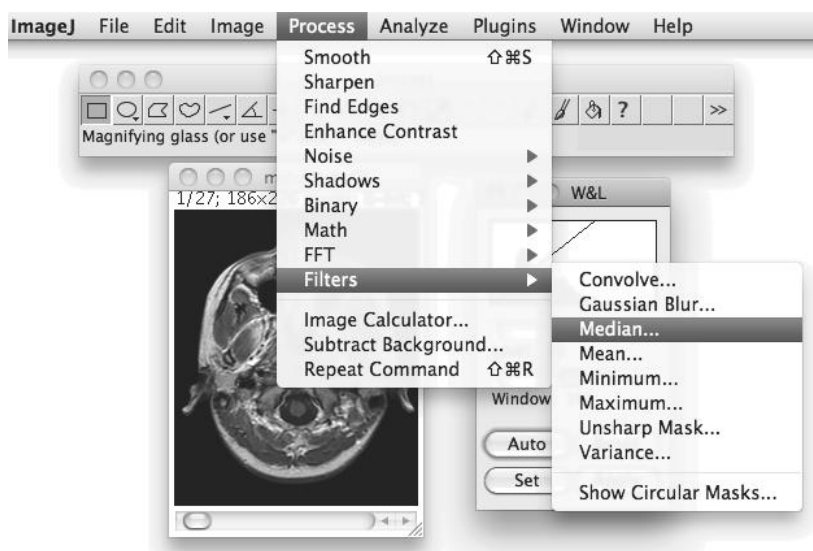 ImageJ File Edit Image Process Analyze Plugins Window Help
Smooth ⇧⌘S
Sharpen
Find Edges
Enhance Contrast
Noise
Shadows
Binary
Math
FFT
Filters
Image Calculator...
Subtract Background...
Repeat Command ⇧⌘R
Magnifying glass (or use "
?
>>
1/27; 186x2
W&L
Convolve...
Gaussian Blur...
Median...
Mean...
Minimum...
Maximum...
Unsharp Mask...
Variance...
Show Circular Masks...
Window
Auto
Set